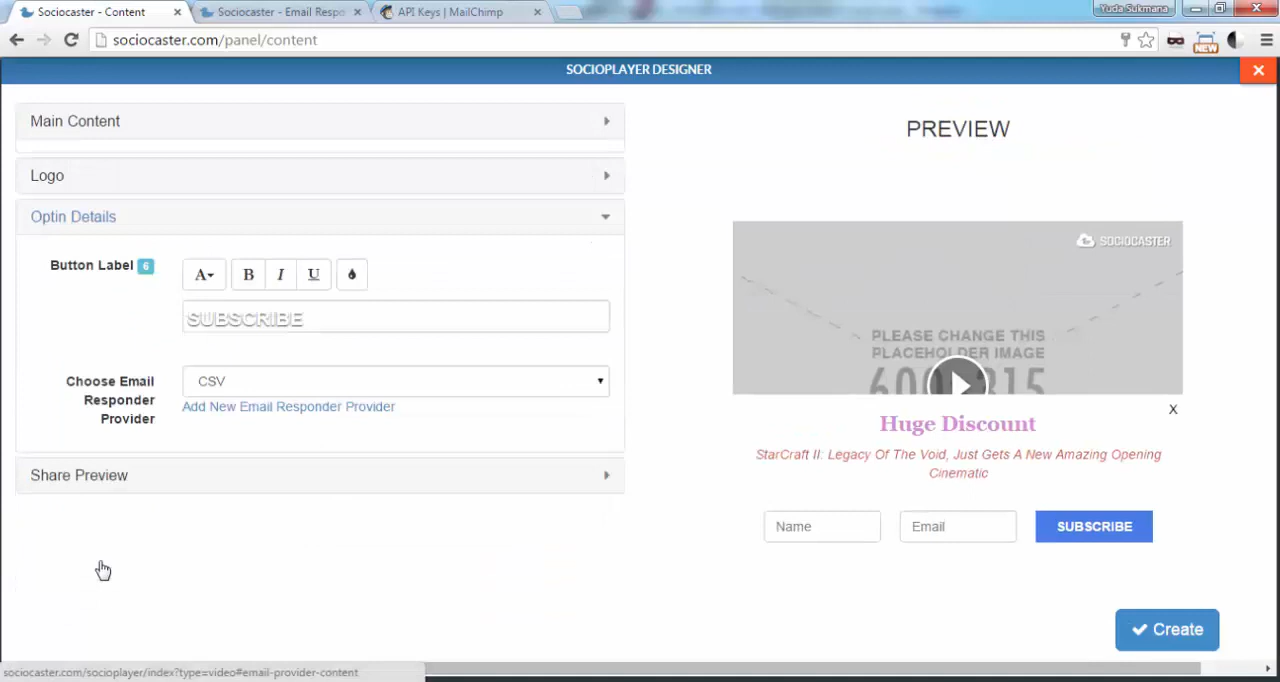 Sociocaster - Content
Sociocaster - Email Respo
API Keys | MailChimp
Yuda Sukmana
sociocaster.com/panel/content
NEW
SOCIOPLAYER DESIGNER
Main Content
Logo
Optin Details
Button Label 6
A B I U
SUBSCRIBE
Choose Email
Responder
Provider
CSV
Add New Email Responder Provider
Share Preview
PREVIEW
SOCIOCASTER
PLEASE CHANGE THIS
PLACEHOLDER IMAGE
X
Huge Discount
StarCraft II: Legacy Of The Void, Just Gets A New Amazing Opening
Cinematic
Name
Email
SUBSCRIBE
Create
sociocaster.com/socioplayer/index?type=video#email-provider-content